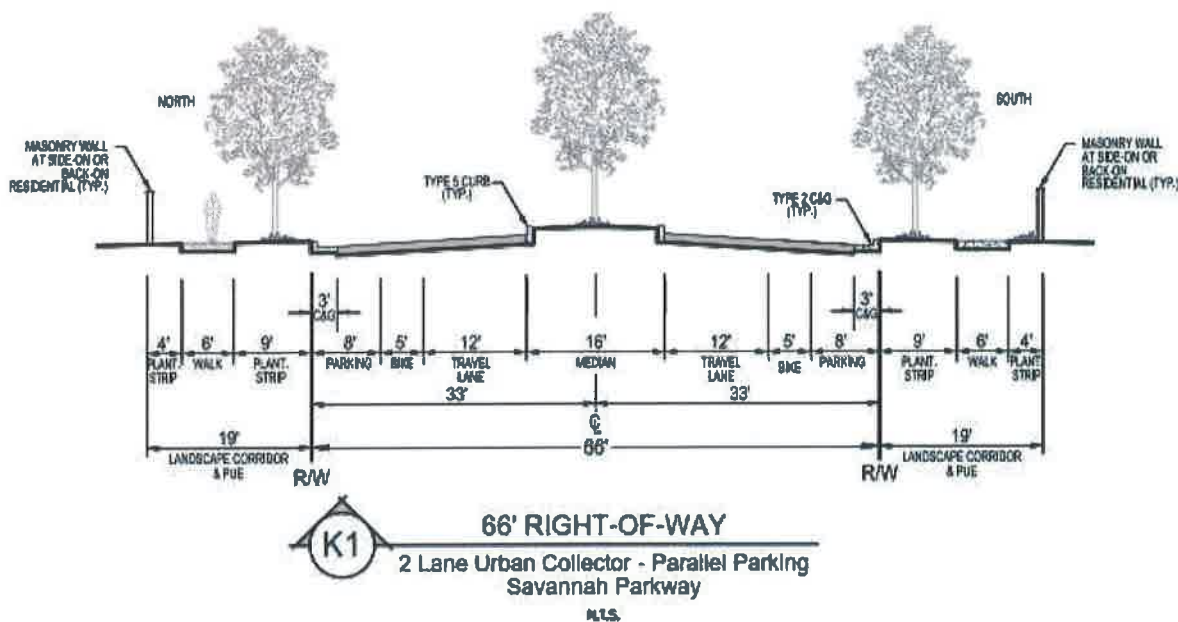 NORTH
SOUTH
MASONRY WALL
AT SIDE-ON OR
BACK-ON
RESIDENTIAL (TYP.)
TYPE 5 CURB
(TYP.)
TYPE 2 C&G
(TYP.)
MASONRY WALL
AT SIDE-ON OR
BACK-ON
RESIDENTIAL (TYP.)
3'
C&G
3'
C&G
4' 6' 9' 8' 5' 12' 16' 12' 5' 8' 9' 6' 4'
PLANT. STRIP
WALK
PLANT. STRIP
PARKING
BIKE
TRAVEL LANE
MEDIAN
TRAVEL LANE
BIKE
PARKING
PLANT. STRIP
WALK
PLANT. STRIP
33' 33'
℄
19' 66' 19'
LANDSCAPE CORRIDOR
& PUE
LANDSCAPE CORRIDOR
& PUE
R/W R/W
K1
66' RIGHT-OF-WAY
2 Lane Urban Collector - Parallel Parking
Savannah Parkway
N.T.S.